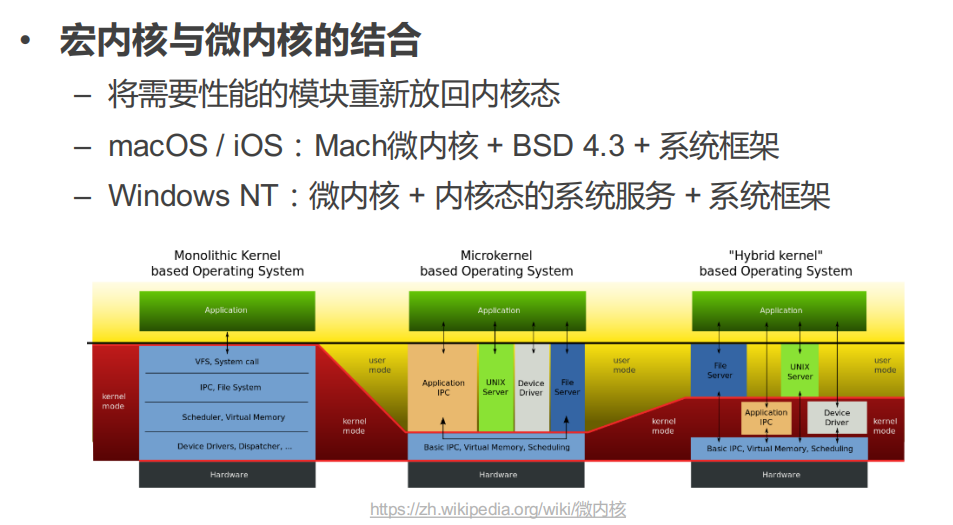 • 宏内核与微内核的结合
– 将需要性能的模块重新放回内核态
– macOS / iOS：Mach微内核 + BSD 4.3 + 系统框架
– Windows NT：微内核 + 内核态的系统服务 + 系统框架
Monolithic Kernel
based Operating System
Microkernel
based Operating System
"Hybrid kernel"
based Operating System
Application
Application
Application
VFS, System call
IPC, File System
Scheduler, Virtual Memory
Device Drivers, Dispatcher, ...
Hardware
kernel
mode
user
mode
kernel
mode
Application
IPC
UNIX
Server
Device
Driver
File
Server
Basic IPC, Virtual Memory, Scheduling
Hardware
user
mode
kernel
mode
File
Server
UNIX
Server
Application
IPC
Device
Driver
Basic IPC, Virtual Memory, Scheduling
Hardware
user
mode
kernel
mode
https://zh.wikipedia.org/wiki/微内核